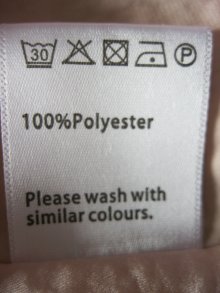 30 P
100%Polyester
Please wash with
similar colours.